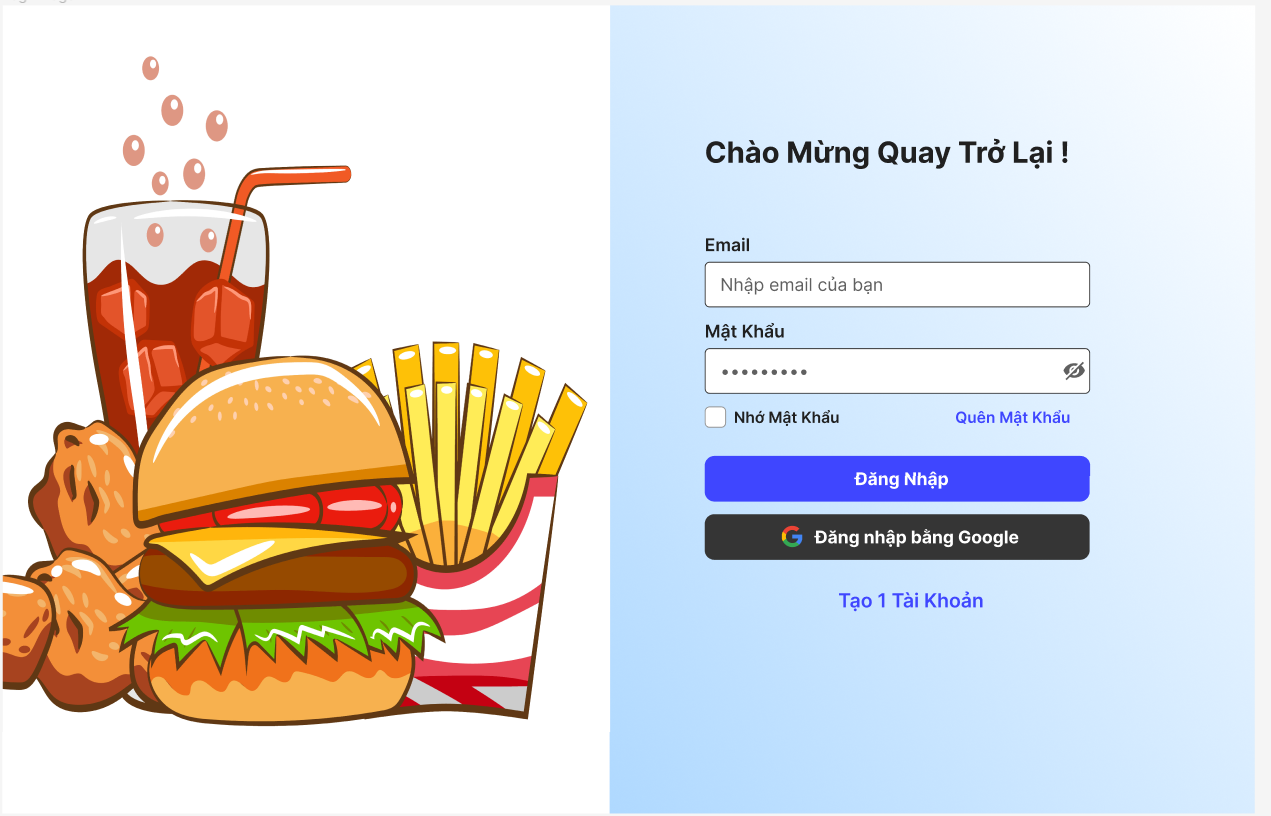 Chào Mừng Quay Trở Lại !
Email
Nhập email của bạn
Mật Khẩu
Nhớ Mật Khẩu
Quên Mật Khẩu
Đăng Nhập
Đăng nhập bằng Google
Tạo 1 Tài Khoản